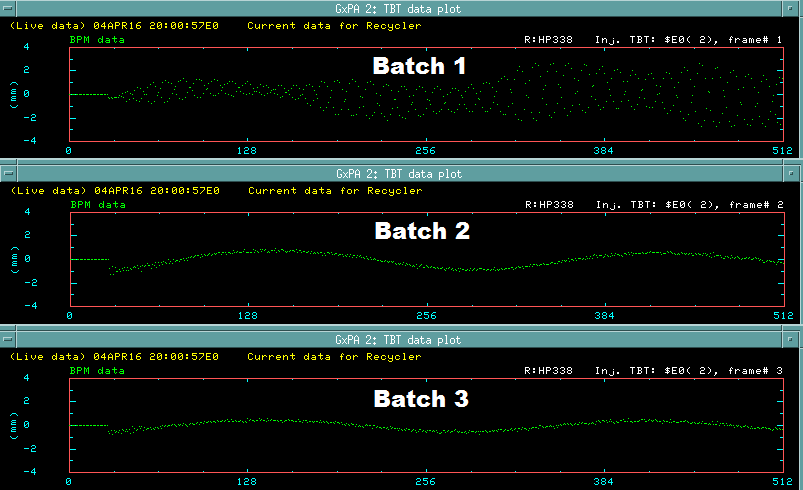 GxPA 2: TBT data plot
(Live data) 04APR16 20:00:57E0 Current data for Recycler
BPM data R:HP338 Inj. TBT: $E0( 2), frame# 1
Batch 1
4
2
(mm) 0
-2
-4
0 128 256 384 512
GxPA 2: TBT data plot
(Live data) 04APR16 20:00:57E0 Current data for Recycler
BPM data R:HP338 Inj. TBT: $E0( 2), frame# 2
Batch 2
4
2
(mm) 0
-2
-4
0 128 256 384 512
GxPA 2: TBT data plot
(Live data) 04APR16 20:00:57E0 Current data for Recycler
BPM data R:HP338 Inj. TBT: $E0( 2), frame# 3
Batch 3
4
2
(mm) 0
-2
-4
0 128 256 384 512